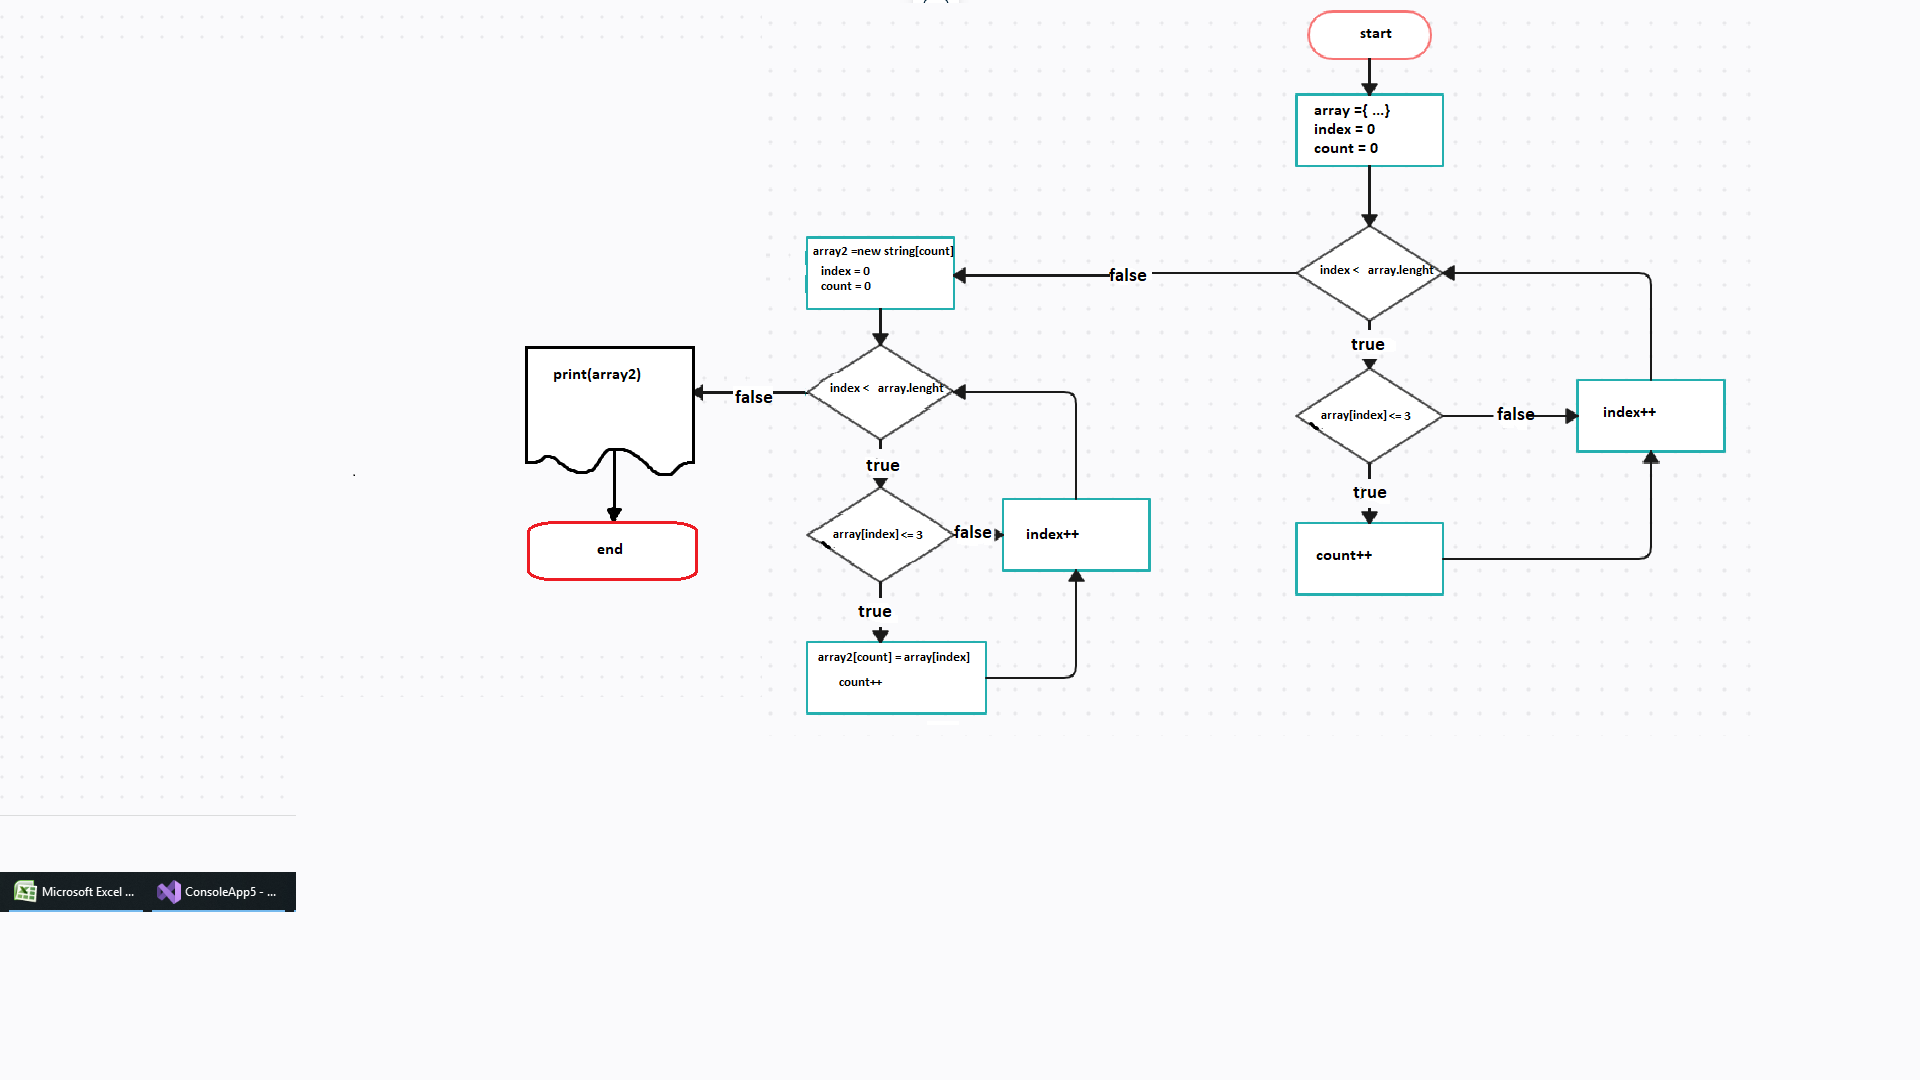 start
array ={ ...}
index = 0
count = 0
index < array.lenght
false
true
array[index] <= 3
false
index++
true
count++
array2 =new string[count]
index = 0
count = 0
index < array.lenght
false
true
array[index] <= 3
false
index++
true
array2[count] = array[index]
count++
print(array2)
end
Microsoft Excel ...
ConsoleApp5 - ...